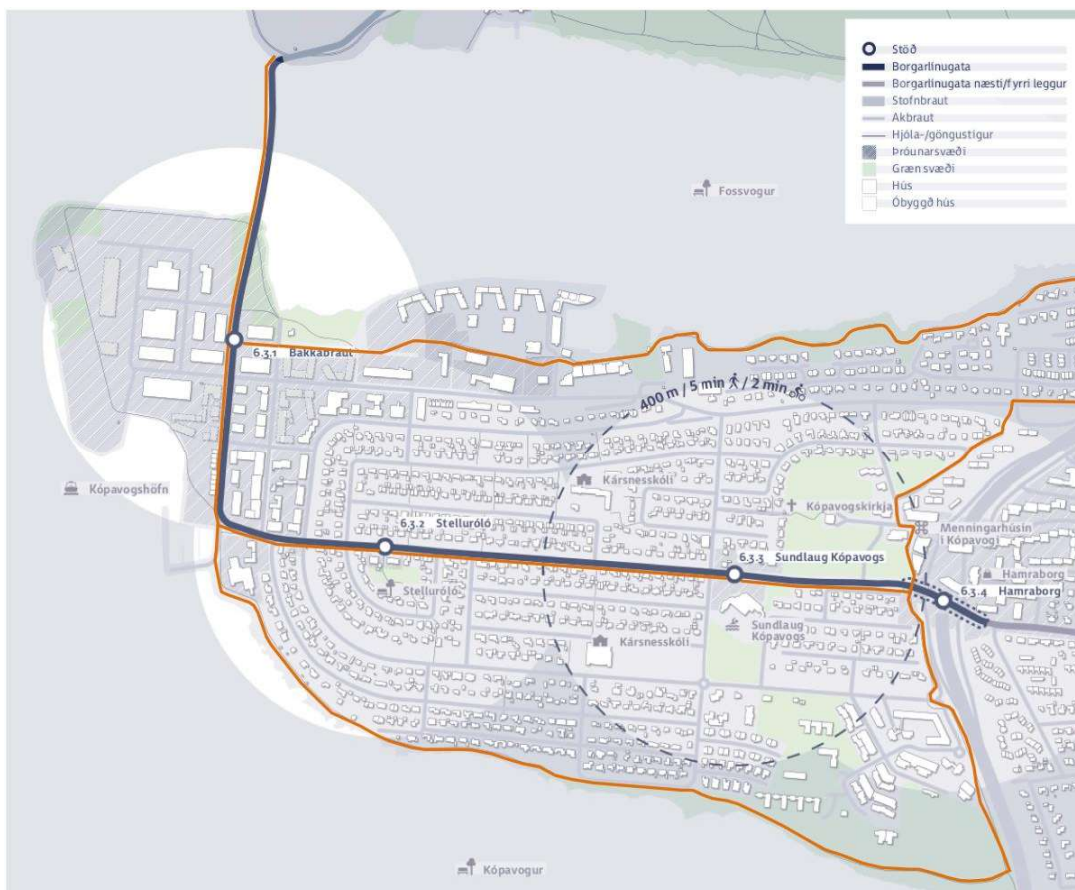 Stöð
Borgarlínugata
Borgarlínugata næsti/fyrri leggur
Stofnbraut
Akbraut
Hjóla-/göngustígur
Þróunarsvæði
Græn svæði
Hús
Óbyggð hús
Fossvogur
6.3.1 Bakkabraut
400 m / 5 min / 2 min
Kópavogshöfn
Kársnesskóli
Kópavogskirkja
6.3.2 Stelluróló
Menningarhúsin
í Kópavogi
6.3.3 Sundlaug Kópavogs
Hamraborg
6.3.4 Hamraborg
Stelluróló
Sundlaug
Kópavogs
Kársnesskóli
Kópavogur